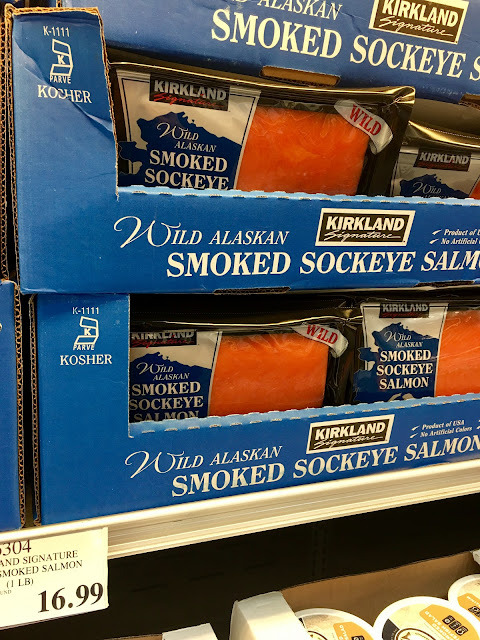 WILD ALASKAN
SMOKED SOCKEYE S
KIRKLAND
Signature
K-1111
K
PARVE
KOSHER
KIRKLAND
Signature
WILD
Wild
ALASKAN
SMOKED
SOCKEYE
KIRKLAND
WILD ALASKAN
SMOKED SOCKEYE SALMO
KIRKLAND
Signature
Product of U
No Artificial C
K-1111
K
PARVE
KOSHER
KIRKLAND
WILD
Wild
ALASKAN
SMOKED
SOCKEYE
SALMON
KIRKLAND
Wild
ALASKAN
SMOKED
SOCKEYE
SALMON
WILD ALASKAN
SMOKED SOCKEYE SALMON
KIRKLAND
Signature
Product of USA
No Artificial Colors
304
AND SIGNATURE
SMOKED SALMON
(1 LB)
16.99